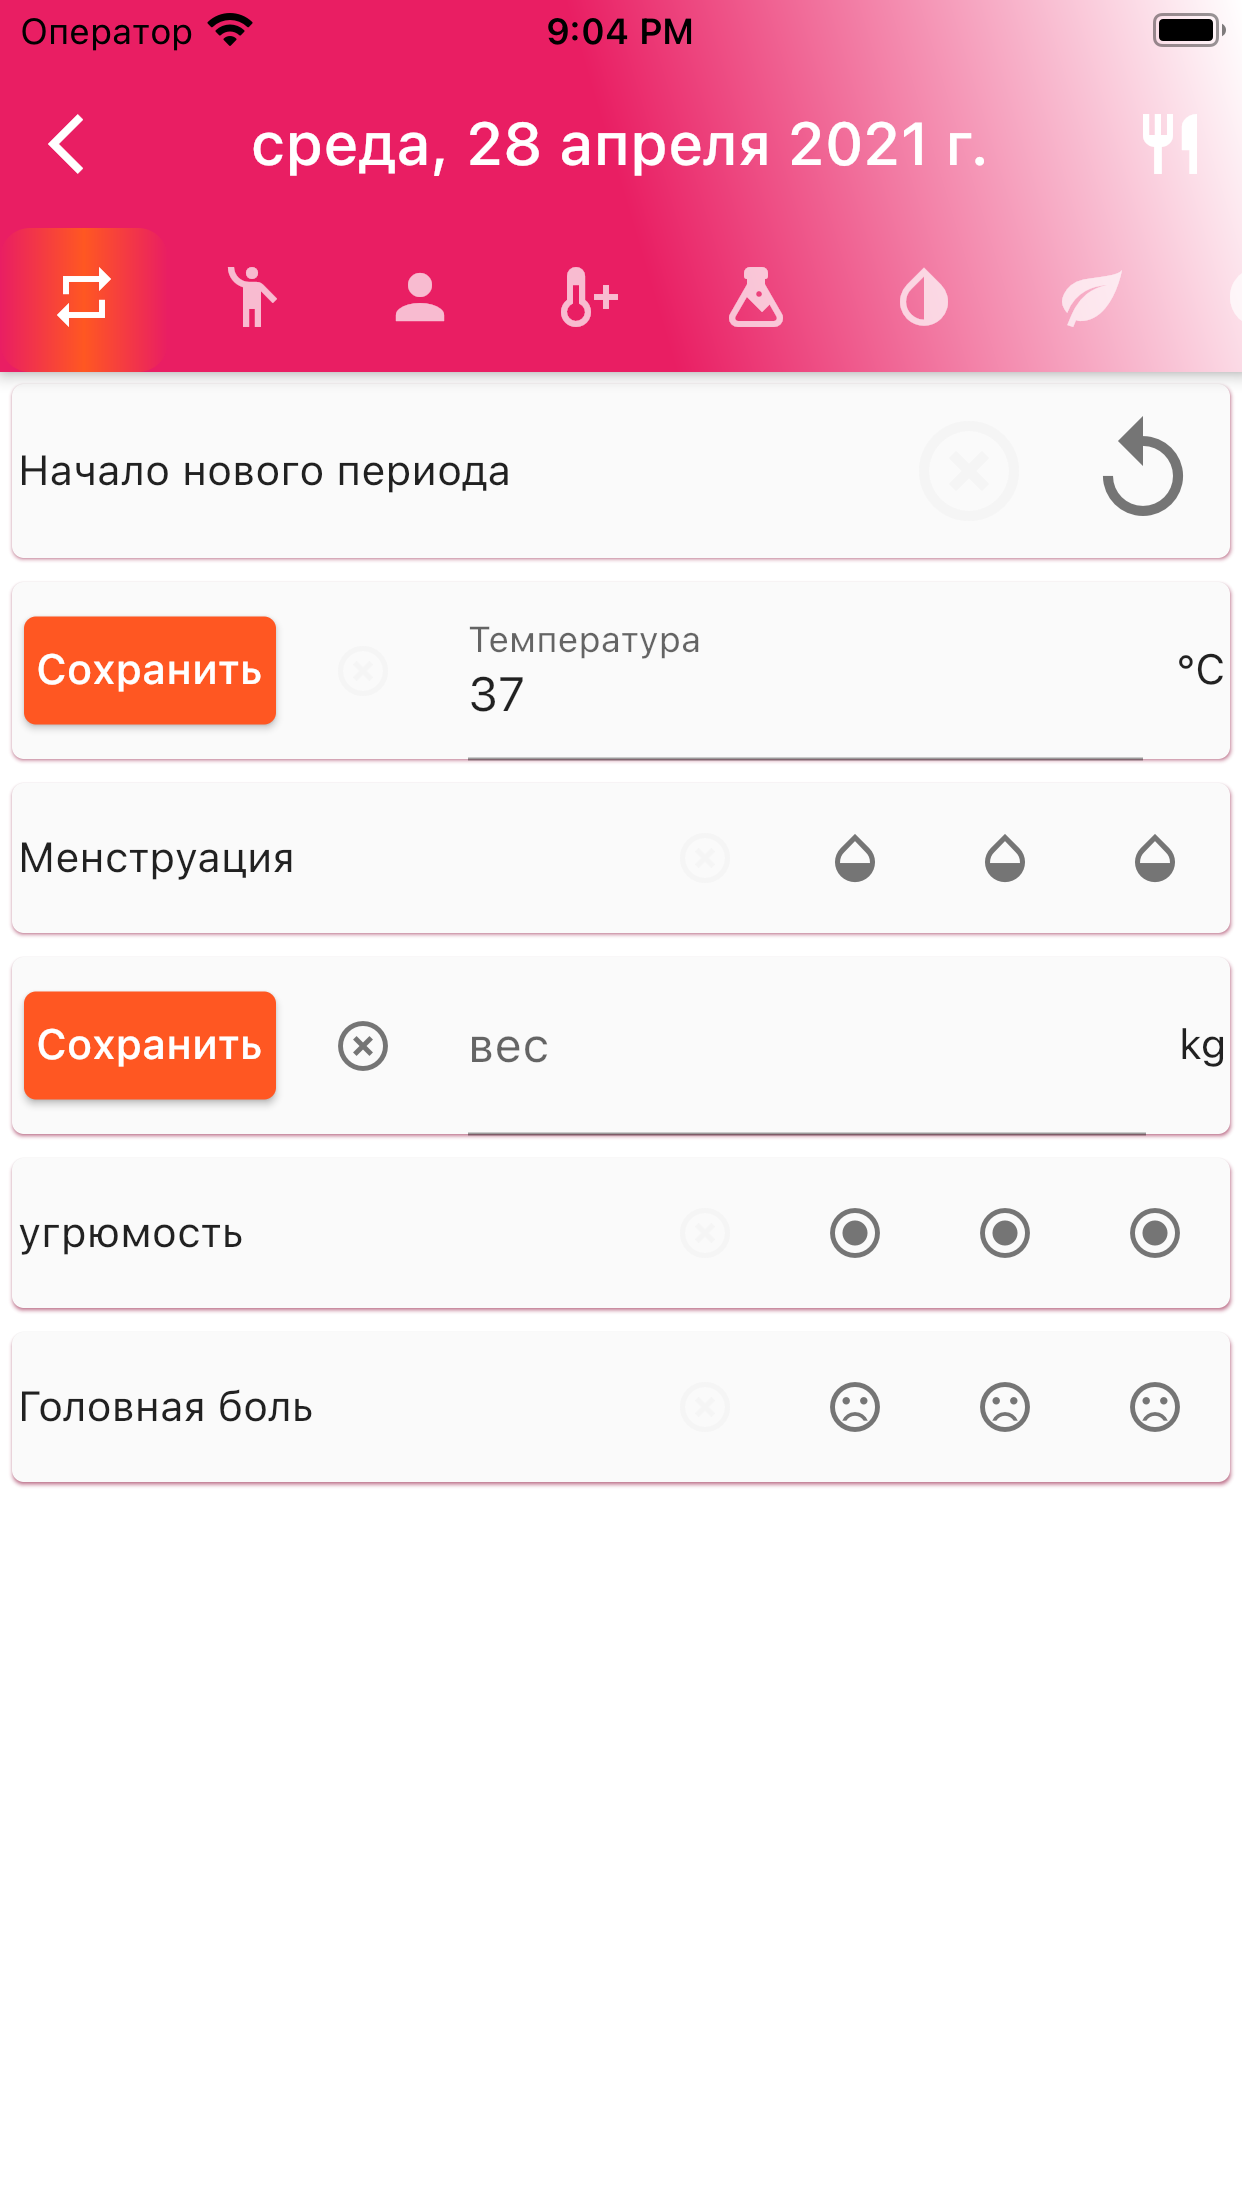 Оператор 9:04 PM
среда, 28 апреля 2021 г.
Начало нового периода
Температура
Сохранить 37 °C
Менструация
Сохранить вес kg
угрюмость
Головная боль